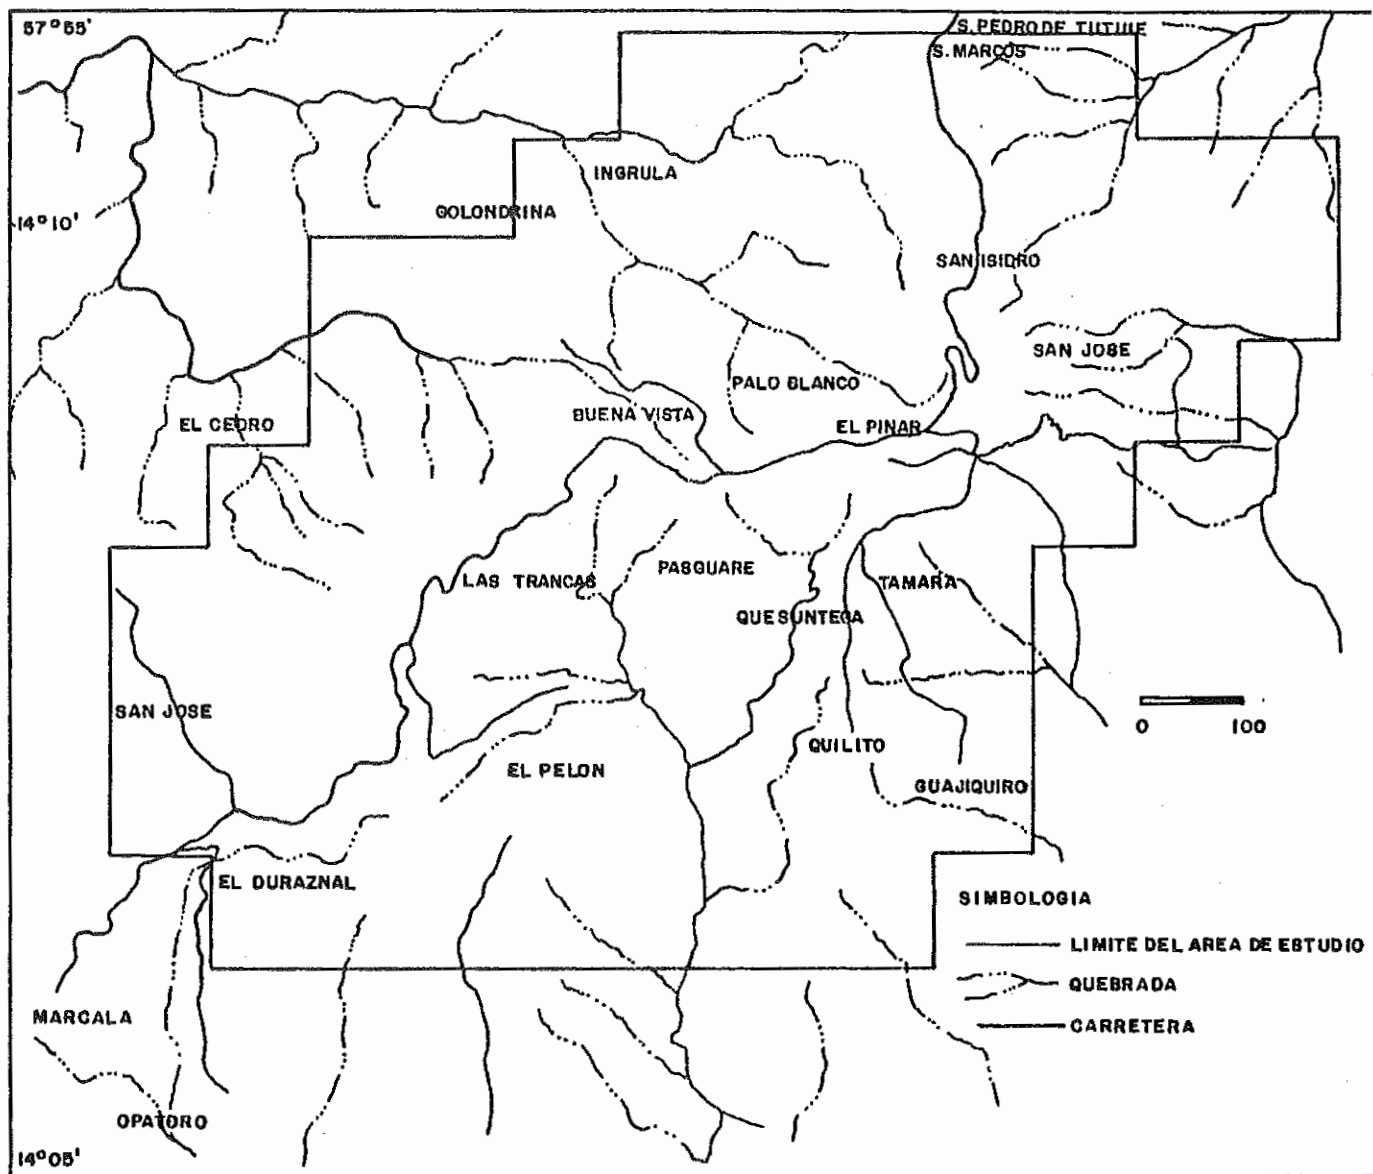 57°55'
S. PEDRO DE TUTULE
S. MARCOS
INGRULA
14°10'
GOLONDRINA
SAN ISIDRO
SAN JOSE
PALO BLANCO
EL CEDRO
BUENA VISTA
EL PINAR
LAS TRANCAS
PASGUARE
TAMARA
QUESUNTEGA
SAN JOSE
0 100
QUILITO
EL PELON
GUAJIQUIRO
EL DURAZNAL
SIMBOLOGIA
LIMITE DEL AREA DE ESTUDIO
QUEBRADA
CARRETERA
MARCALA
OPATORO
14°05'